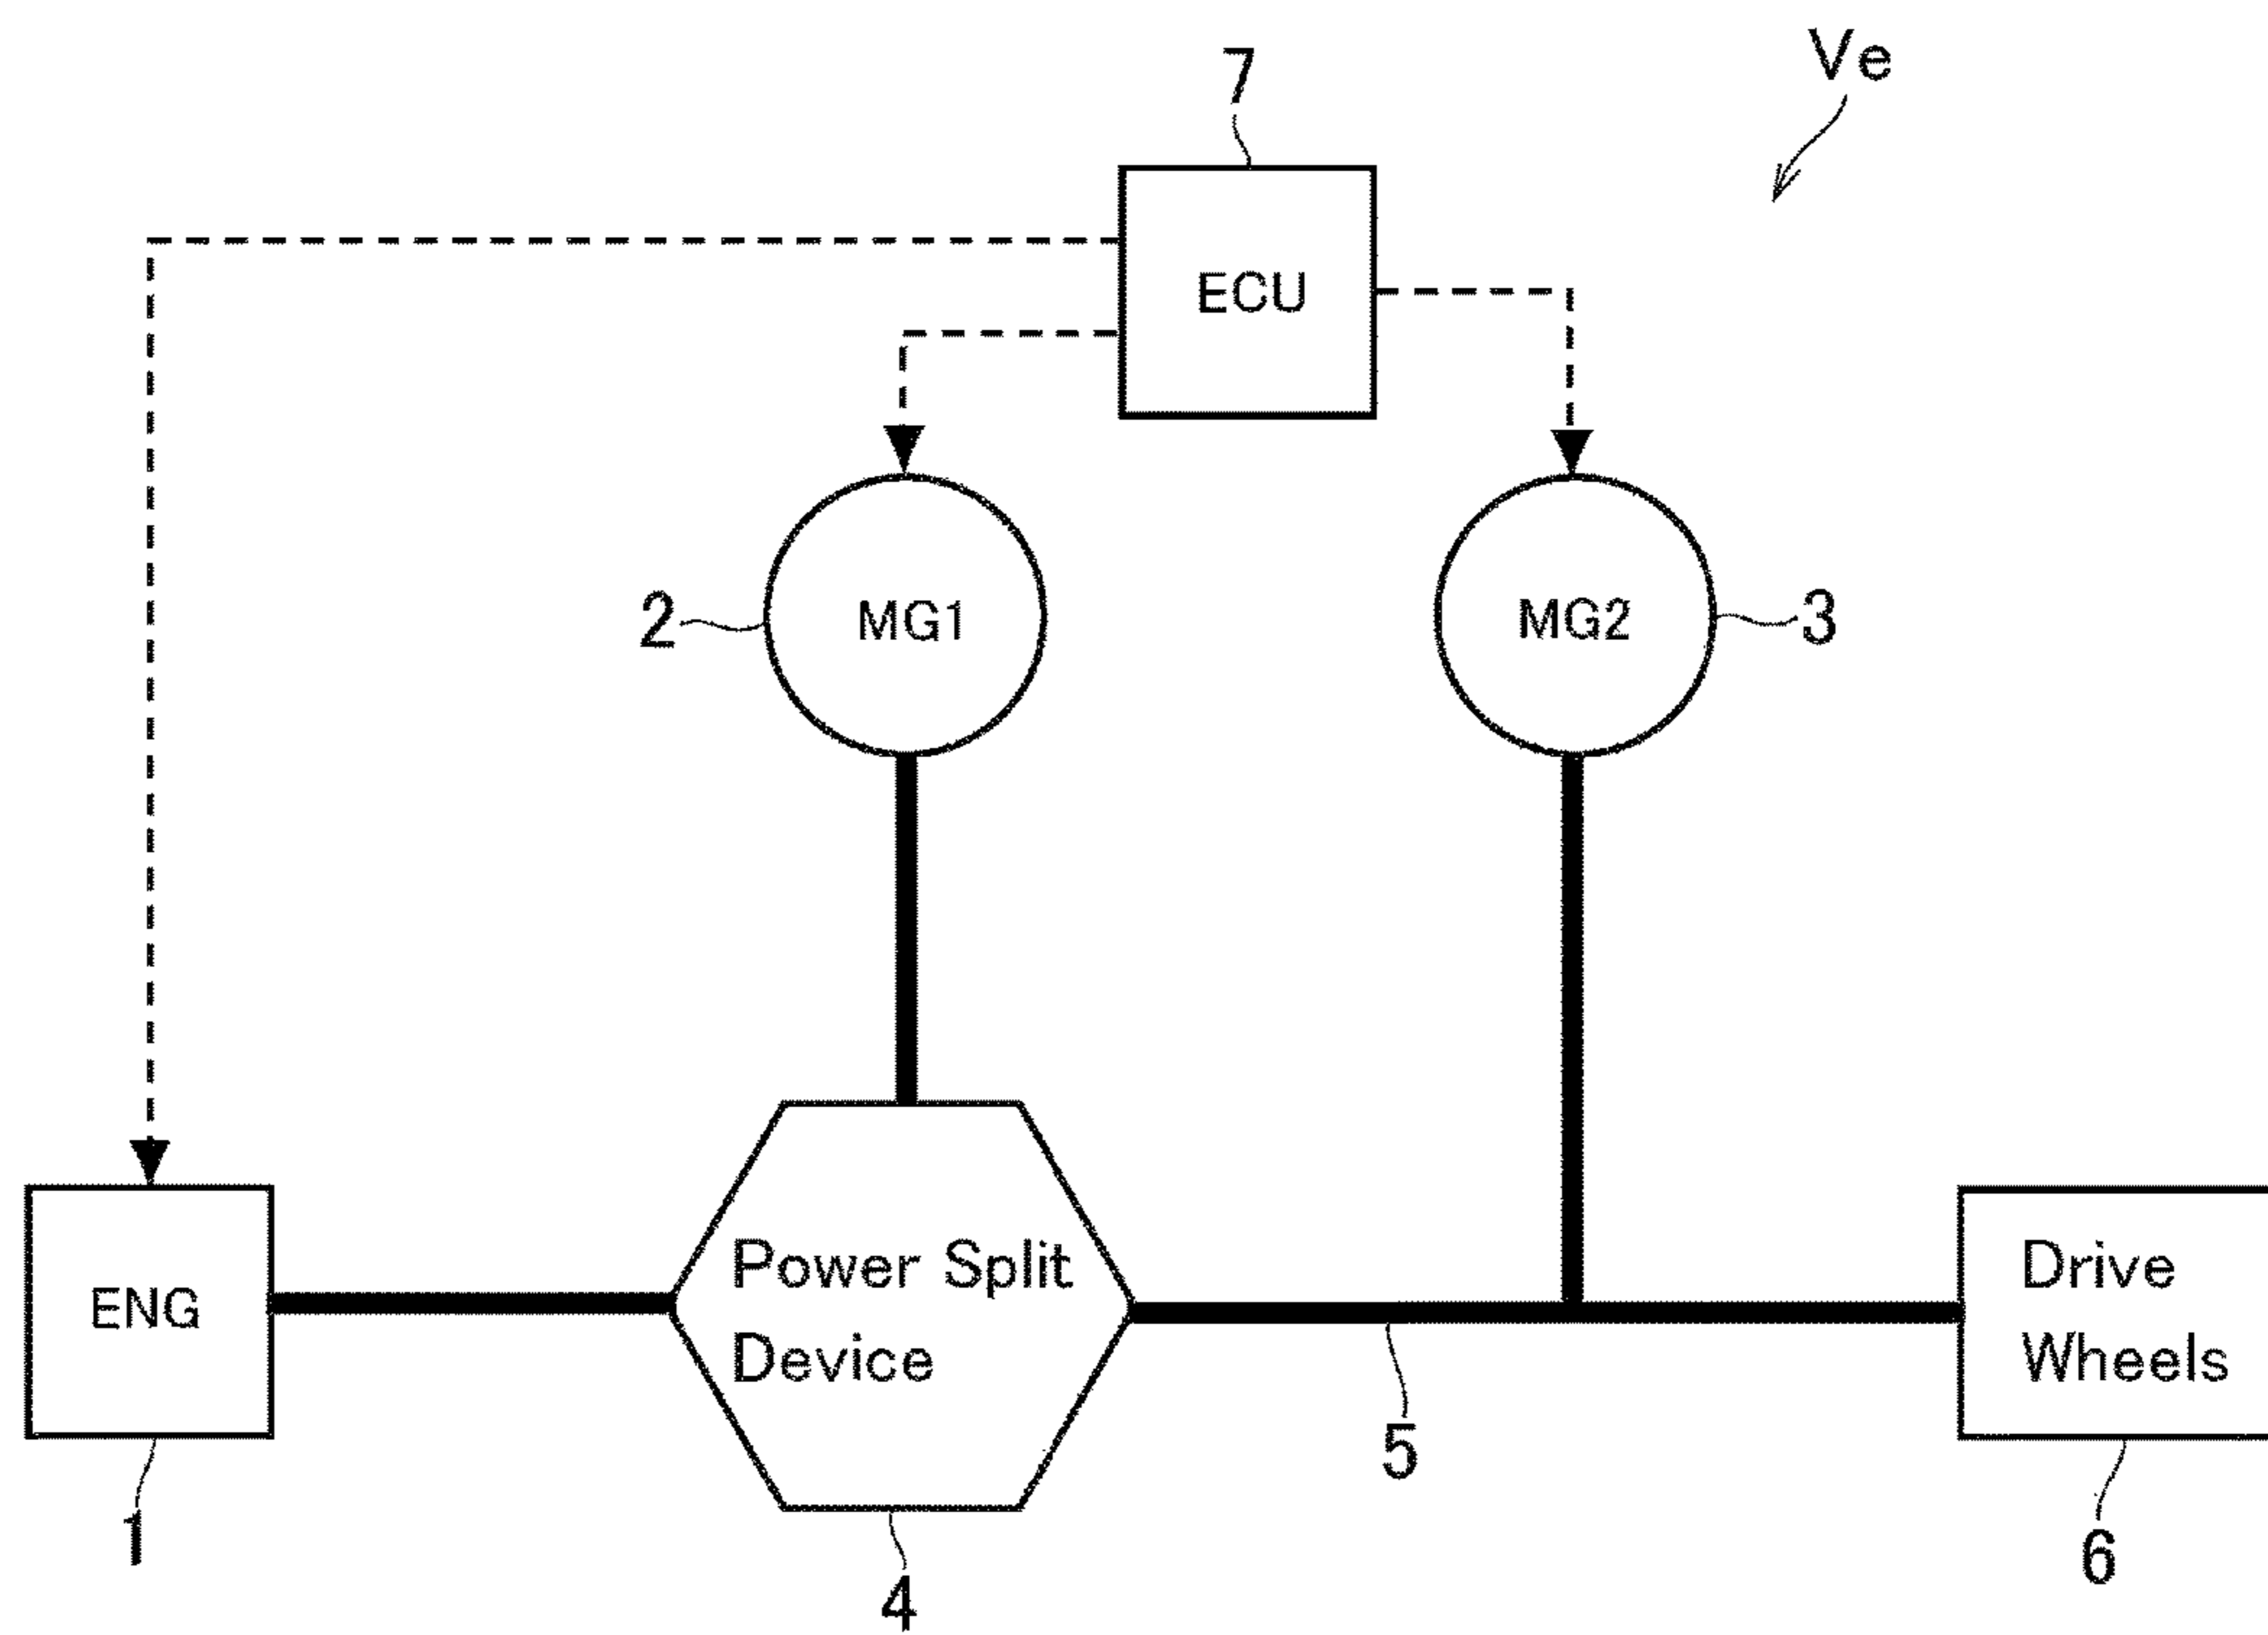 Ve
7
ECU
2
MG1
MG2
3
ENG
Power Split
Device
Drive
Wheels
5
1
4
6